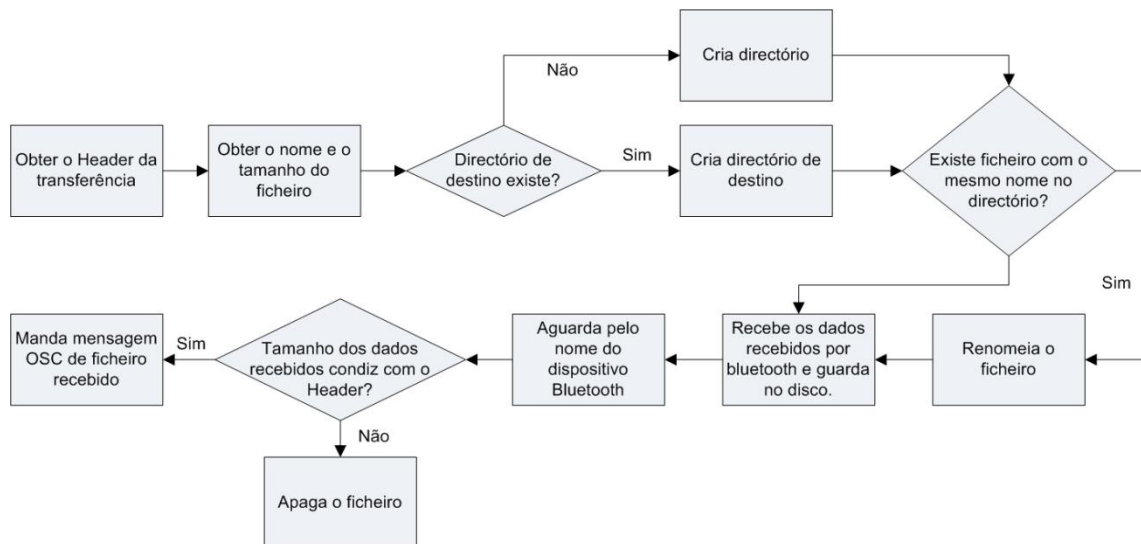 Não
Cria directório
Obter o Header da
transferência
Obter o nome e o
tamanho do
ficheiro
Directório de
destino existe?
Sim
Cria directório de
destino
Existe ficheiro com o
mesmo nome no
directório?
Sim
Renomeia o
ficheiro
Recebe os dados
recebidos por
bluetooth e guarda
no disco.
Aguarda pelo
nome do
dispositivo
Bluetooth
Tamanho dos dados
recebidos condiz com o
Header?
Sim
Manda mensagem
OSC de ficheiro
recebido
Não
Apaga o ficheiro